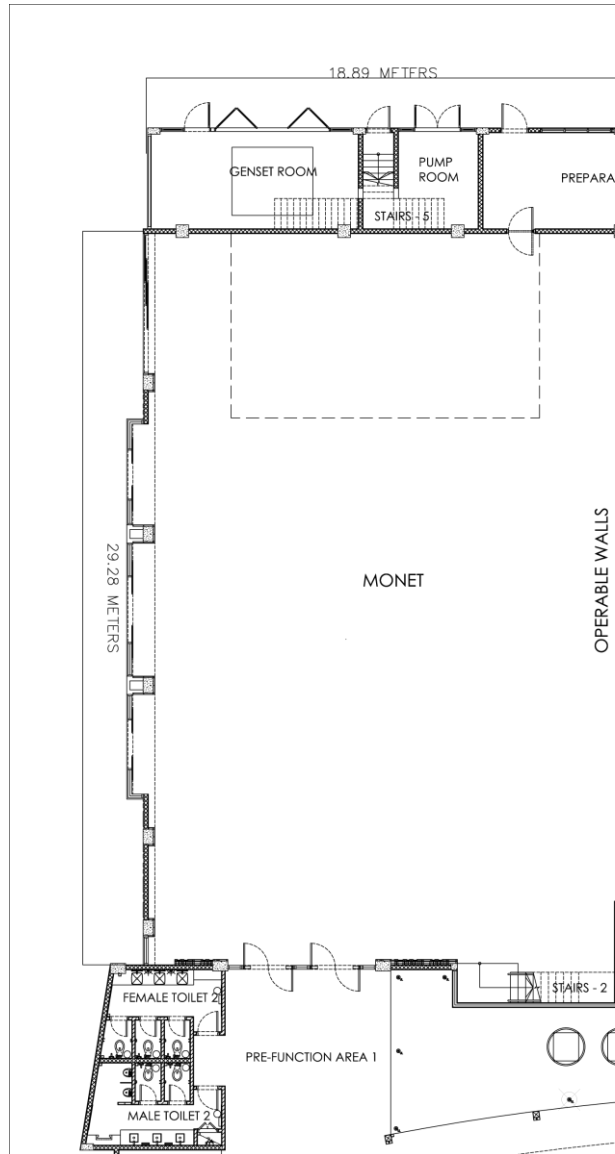 18.89 METERS
GENSET ROOM
PUMP
ROOM
PREPARA
STAIRS - 5
29.28 METERS
MONET
OPERABLE WALLS
FEMALE TOILET 2
STAIRS - 2
PRE-FUNCTION AREA 1
MALE TOILET 2